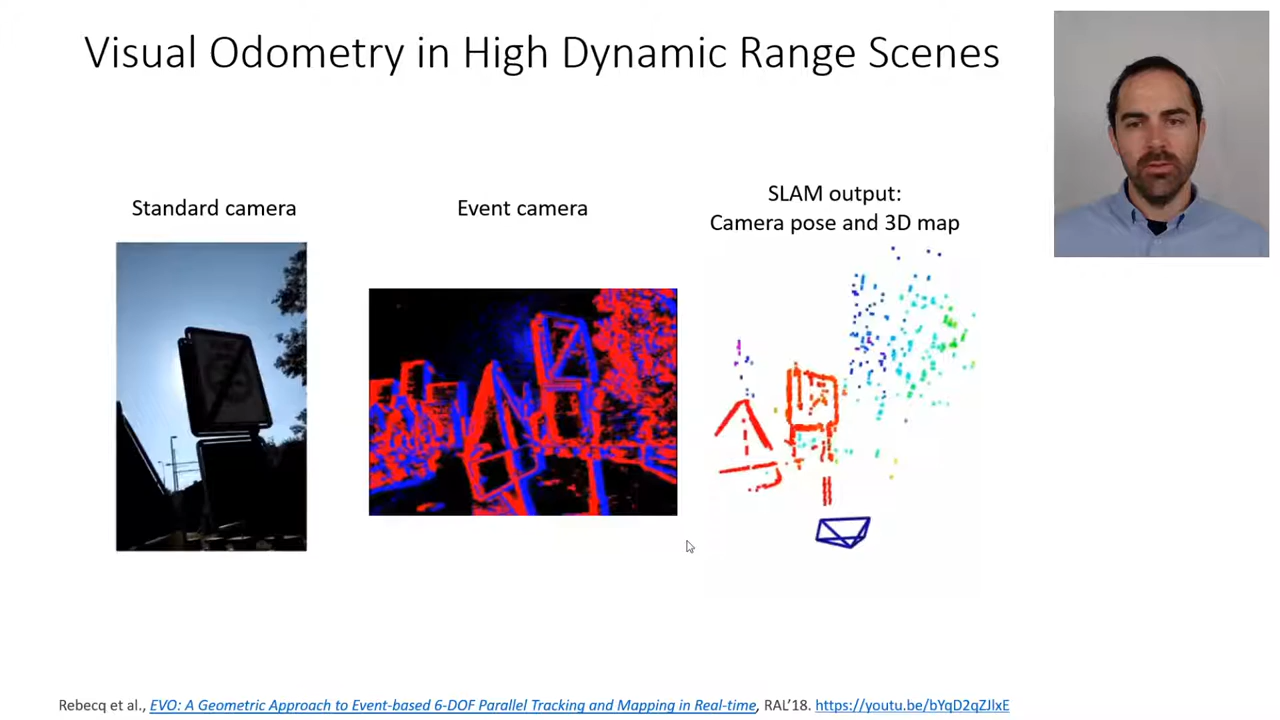 Visual Odometry in High Dynamic Range Scenes
Standard camera
Event camera
SLAM output:
Camera pose and 3D map
Rebecq et al., EVO: A Geometric Approach to Event-based 6-DOF Parallel Tracking and Mapping in Real-time, RAL’18. https://youtu.be/bYqD2qZJlxE